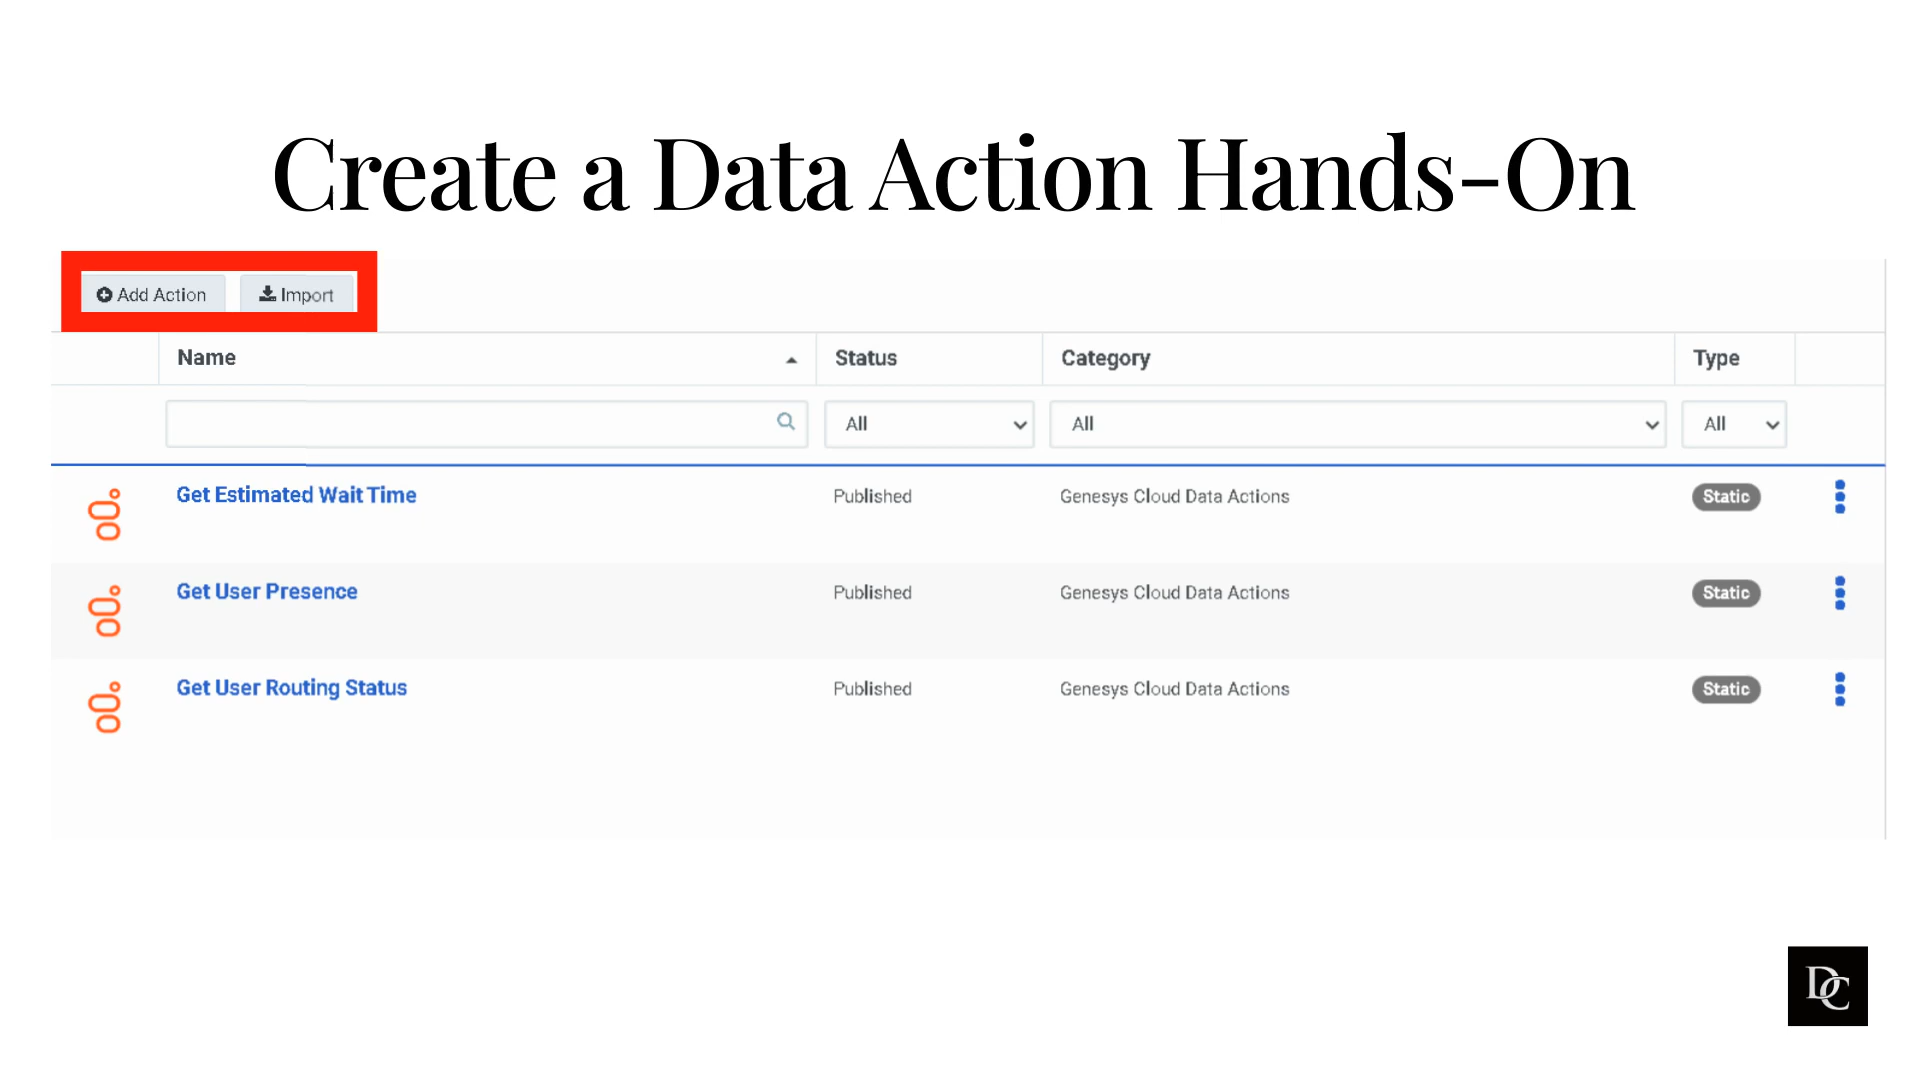 Create a Data Action Hands-On
Add Action Import
Name Status Category Type
All All All
Get Estimated Wait Time Published Genesys Cloud Data Actions Static
Get User Presence Published Genesys Cloud Data Actions Static
Get User Routing Status Published Genesys Cloud Data Actions Static
DC